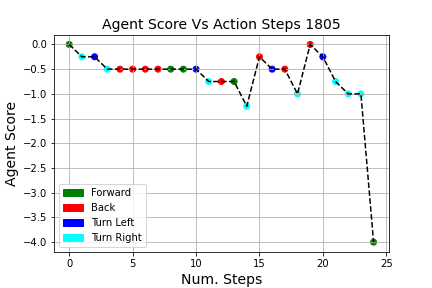 Agent Score Vs Action Steps 1805
Agent Score
0.0
−0.5
−1.0
−1.5
−2.0
−2.5
−3.0
−3.5
−4.0
Forward
Back
Turn Left
Turn Right
0 5 10 15 20 25
Num. Steps